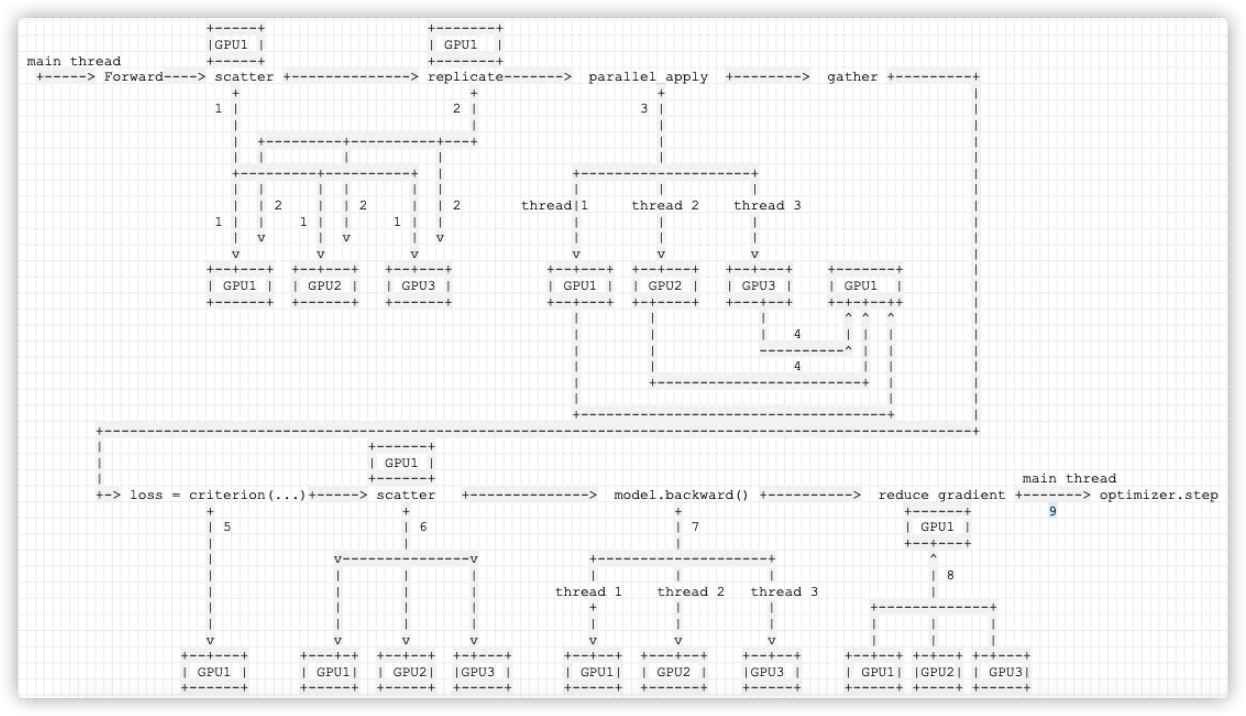 GPU1 GPU1
main thread
Forward scatter replicate parallel_apply gather
1 2 3
2 2 2 thread 1 thread 2 thread 3
1 1 1
GPU1 GPU2 GPU3 GPU1 GPU2 GPU3 GPU1
4
4
GPU1
main thread
loss = criterion(...) scatter model.backward() reduce gradient optimizer.step
9
5 6 7 GPU1
8
thread 1 thread 2 thread 3
GPU1 GPU1 GPU2 GPU3 GPU1 GPU2 GPU3 GPU1 GPU2 GPU3